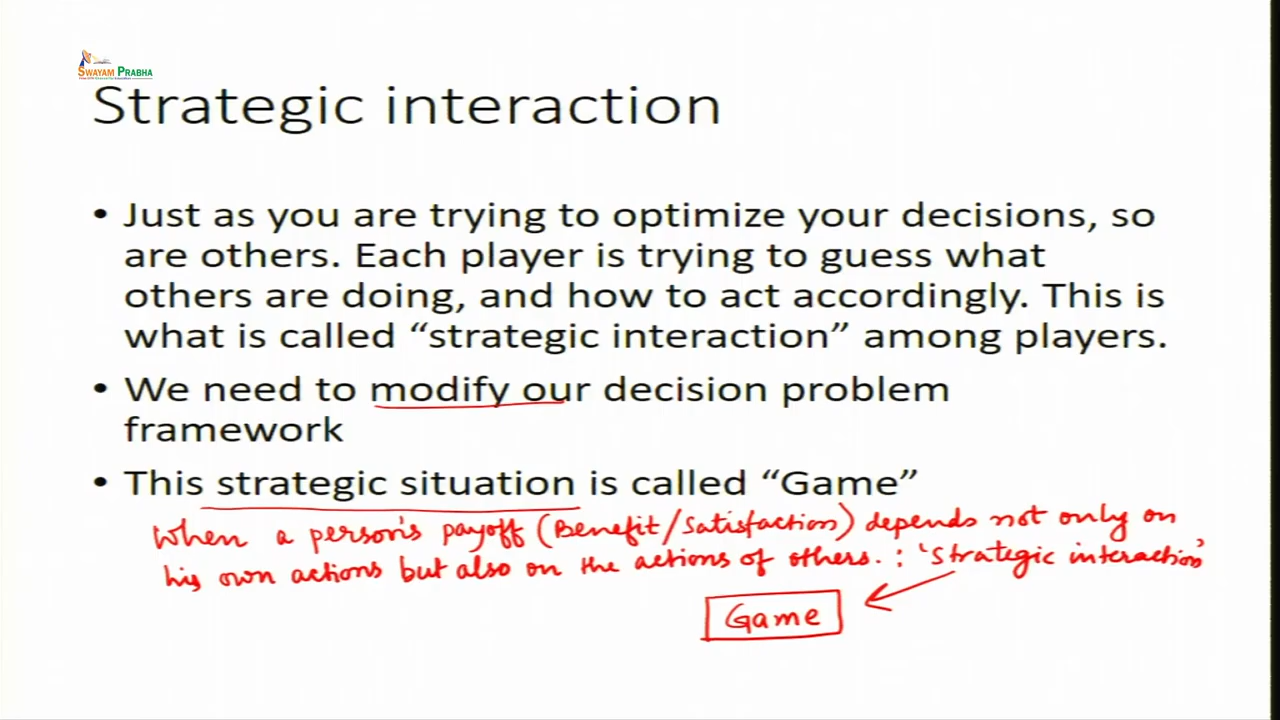 SWAYAM PRABHA
Strategic interaction
• Just as you are trying to optimize your decisions, so
are others. Each player is trying to guess what
others are doing, and how to act accordingly. This is
what is called “strategic interaction” among players.
• We need to modify our decision problem
framework
• This strategic situation is called “Game”
When a person's payoff (Benefit/Satisfaction) depends not only on
his own actions but also on the actions of others. : 'Strategic interaction'
Game